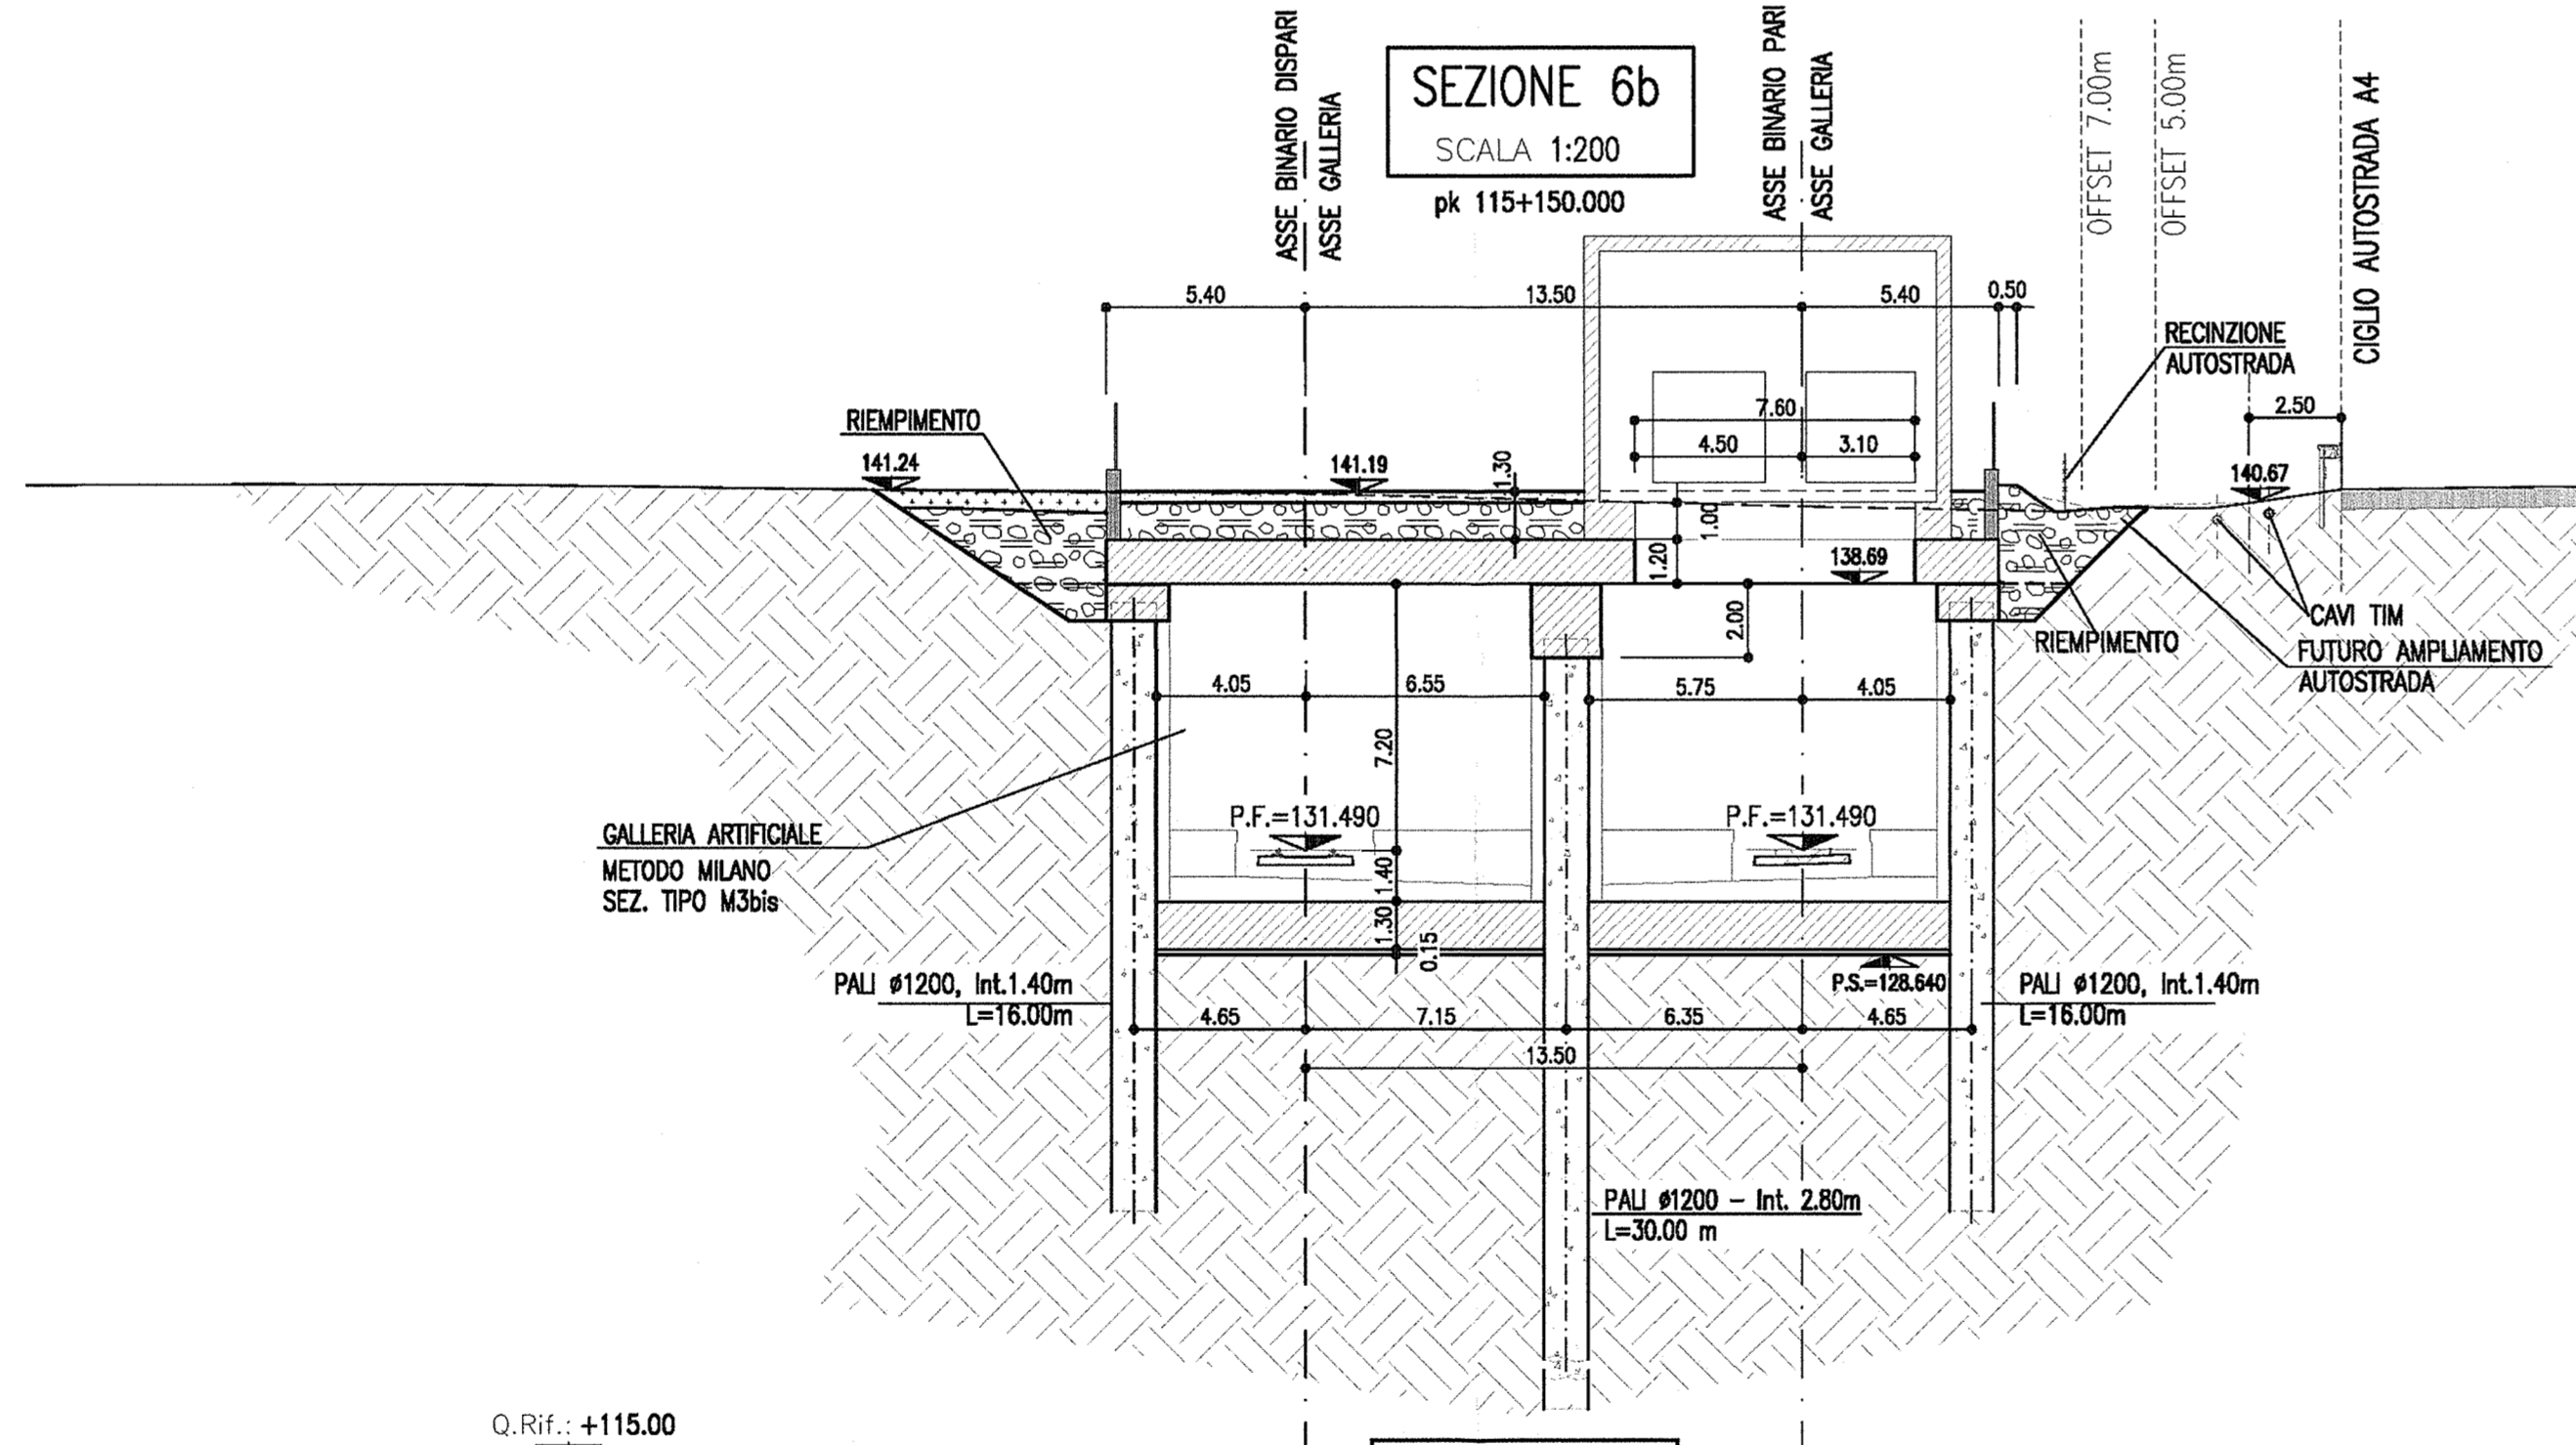 ASSE BINARIO DISPARI
ASSE GALLERIA
SEZIONE 6b
SCALA 1:200
pk 115+150.000
ASSE BINARIO PARI
ASSE GALLERIA
OFFSET 7.00m
OFFSET 5.00m
CIGLIO AUTOSTRADA A4
5.40
13.50
5.40
0.50
RECINZIONE
AUTOSTRADA
2.50
7.60
4.50
3.10
RIEMPIMENTO
141.24
141.19
1.30
140.67
1.00
1.20
138.69
2.00
CAVI TIM
RIEMPIMENTO
FUTURO AMPLIAMENTO
AUTOSTRADA
4.05
6.55
5.75
4.05
7.20
P.F.=131.490
P.F.=131.490
GALLERIA ARTIFICIALE
METODO MILANO
SEZ. TIPO M3bis
1.40
1.30
0.15
P.S.=128.640
PALI ø1200, Int.1.40m
L=16.00m
PALI ø1200, Int.1.40m
L=16.00m
4.65
7.15
6.35
4.65
13.50
PALI ø1200 - Int. 2.80m
L=30.00 m
Q.Rif.: +115.00